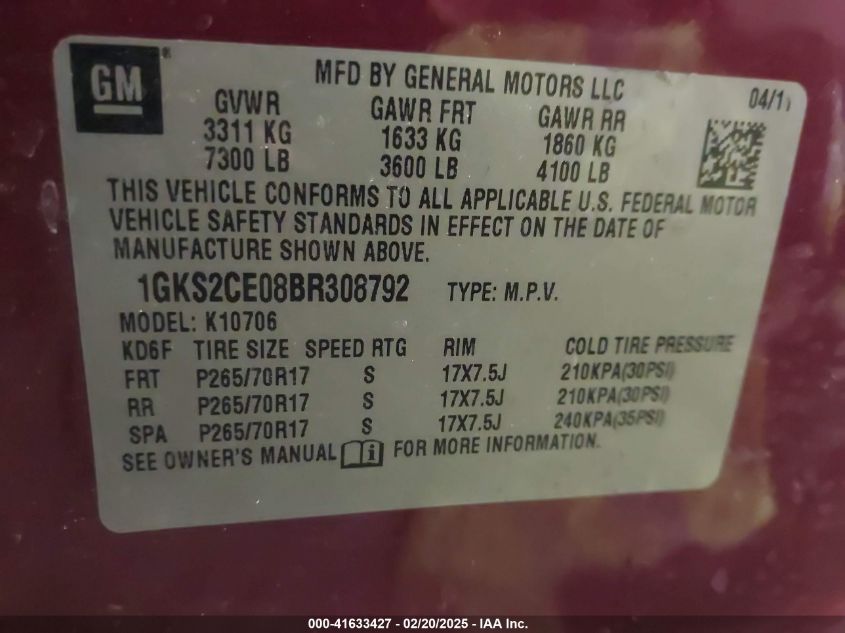 GM®
MFD BY GENERAL MOTORS LLC
04/11
GVWR GAWR FRT GAWR RR
3311 KG 1633 KG 1860 KG
7300 LB 3600 LB 4100 LB
THIS VEHICLE CONFORMS TO ALL APPLICABLE U.S. FEDERAL MOTOR
VEHICLE SAFETY STANDARDS IN EFFECT ON THE DATE OF
MANUFACTURE SHOWN ABOVE.
1GKS2CE08BR308792 TYPE: M.P.V.
MODEL: K10706
KD6F TIRE SIZE SPEED RTG RIM COLD TIRE PRESSURE
FRT P265/70R17 S 17X7.5J 210KPA(30PSI)
RR P265/70R17 S 17X7.5J 210KPA(30PSI)
SPA P265/70R17 S 17X7.5J 240KPA(35PSI)
SEE OWNER'S MANUAL i FOR MORE INFORMATION.
000-41633427 - 02/20/2025 - IAA Inc.